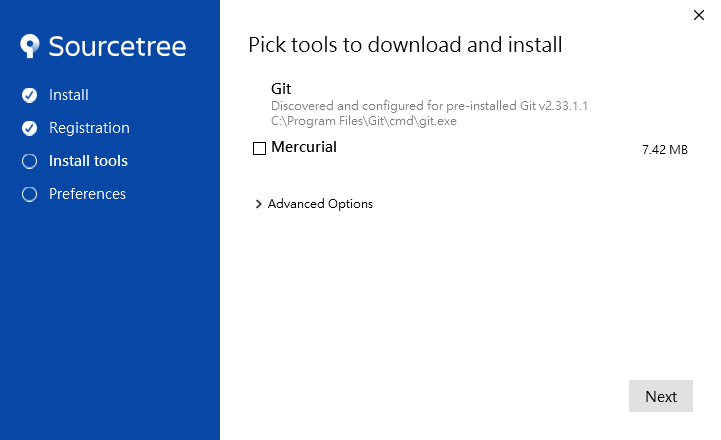 Sourcetree
Install
Registration
Install tools
Preferences
Pick tools to download and install
Git
Discovered and configured for pre-installed Git v2.33.1.1
C:\Program Files\Git\cmd\git.exe
Mercurial 7.42 MB
Advanced Options
Next